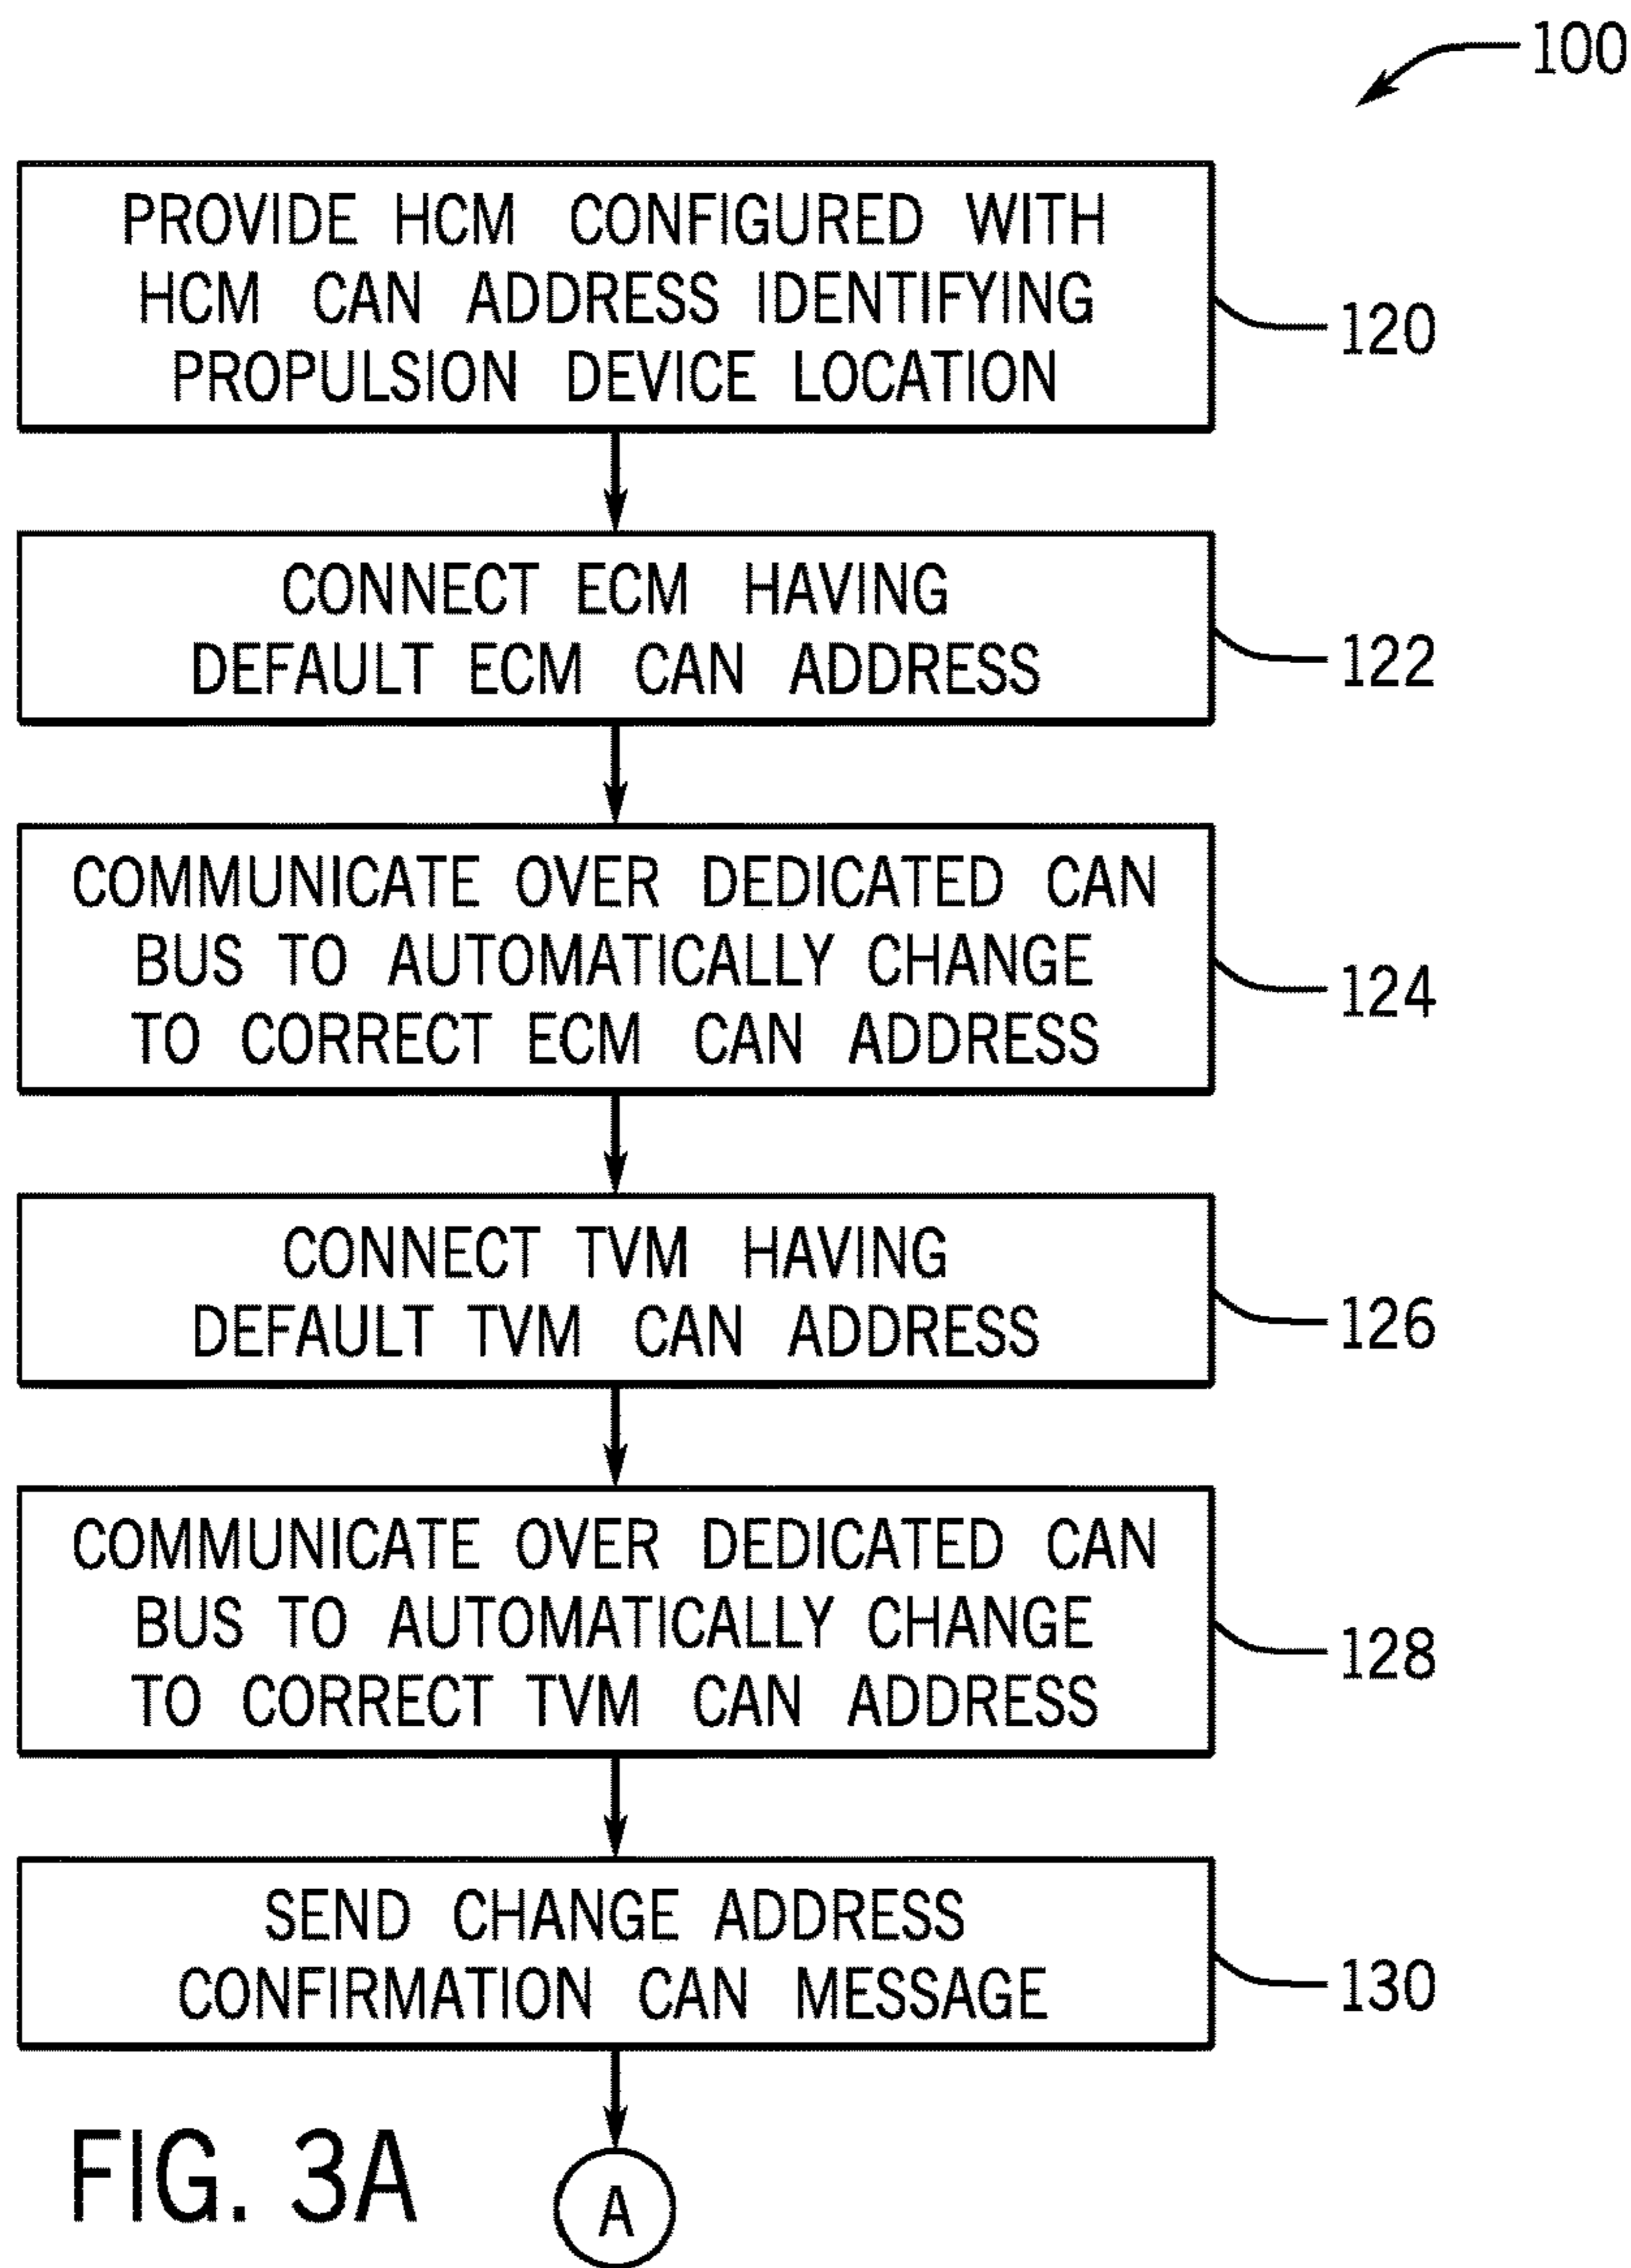 100
PROVIDE HCM CONFIGURED WITH
HCM CAN ADDRESS IDENTIFYING
PROPULSION DEVICE LOCATION
120
CONNECT ECM HAVING
DEFAULT ECM CAN ADDRESS
122
COMMUNICATE OVER DEDICATED CAN
BUS TO AUTOMATICALLY CHANGE
TO CORRECT ECM CAN ADDRESS
124
CONNECT TVM HAVING
DEFAULT TVM CAN ADDRESS
126
COMMUNICATE OVER DEDICATED CAN
BUS TO AUTOMATICALLY CHANGE
TO CORRECT TVM CAN ADDRESS
128
SEND CHANGE ADDRESS
CONFIRMATION CAN MESSAGE
130
FIG. 3A
A